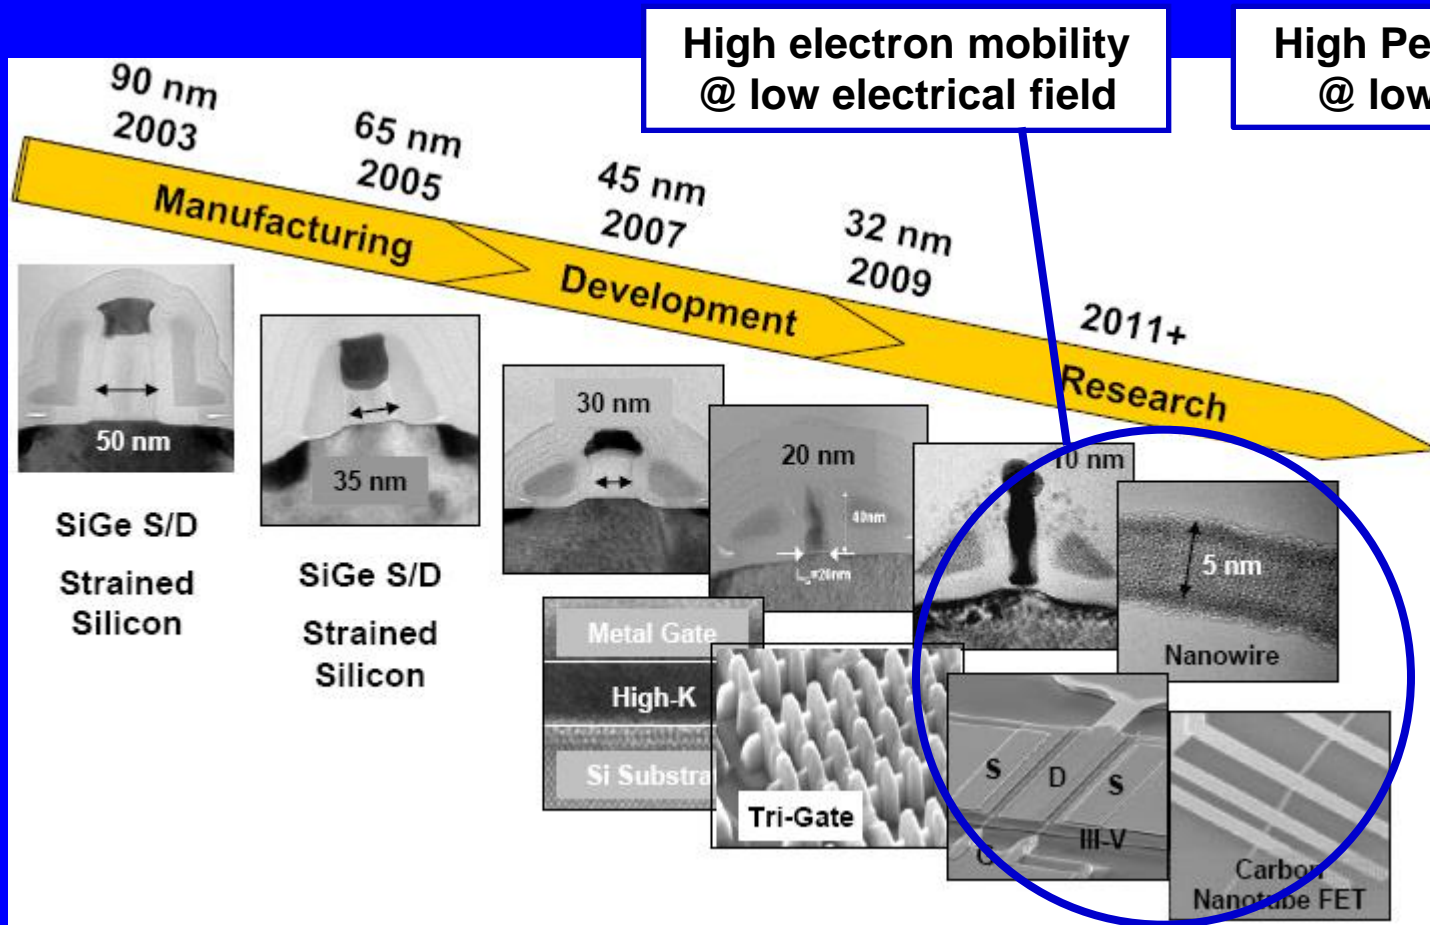 High electron mobility
@ low electrical field
High Pe
@ low
90 nm
2003
65 nm
2005
45 nm
2007
32 nm
2009
2011+
Manufacturing
Development
Research
50 nm
35 nm
30 nm
20 nm
40nm
10 nm
5 nm
Nanowire
SiGe S/D
Strained
Silicon
SiGe S/D
Strained
Silicon
Metal Gate
High-K
Si Substra
Tri-Gate
S
D
S
G
III-V
Carbon
Nanotube FET